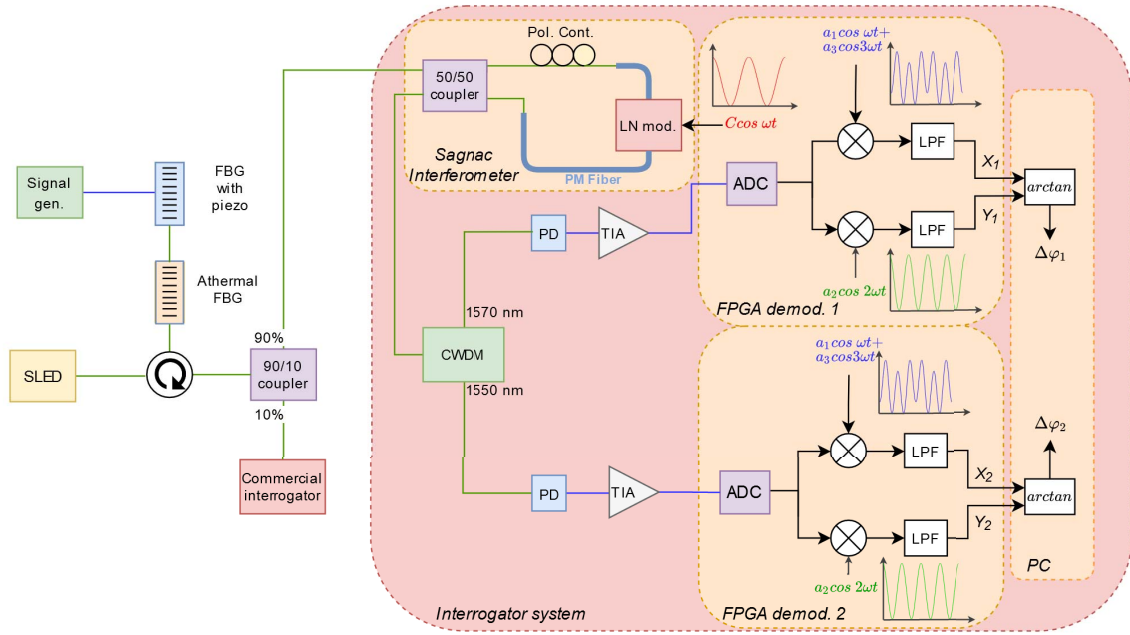 Signal
gen.
FBG
with
piezo
Athermal
FBG
SLED
90%
90/10
coupler
10%
Commercial
interrogator
50/50
coupler
Pol. Cont.
LN mod.
Sagnac
Interferometer
PM Fiber
C cos ωt
PD
TIA
1570 nm
CWDM
1550 nm
PD
TIA
Interrogator system
a₁cos ωt+
a₃cos3ωt
ADC
LPF
X₁
LPF
Y₁
a₂cos 2ωt
FPGA demod. 1
arctan
Δφ₁
a₁cos ωt+
a₃cos3ωt
ADC
LPF
X₂
LPF
Y₂
a₂cos 2ωt
FPGA demod. 2
Δφ₂
arctan
PC